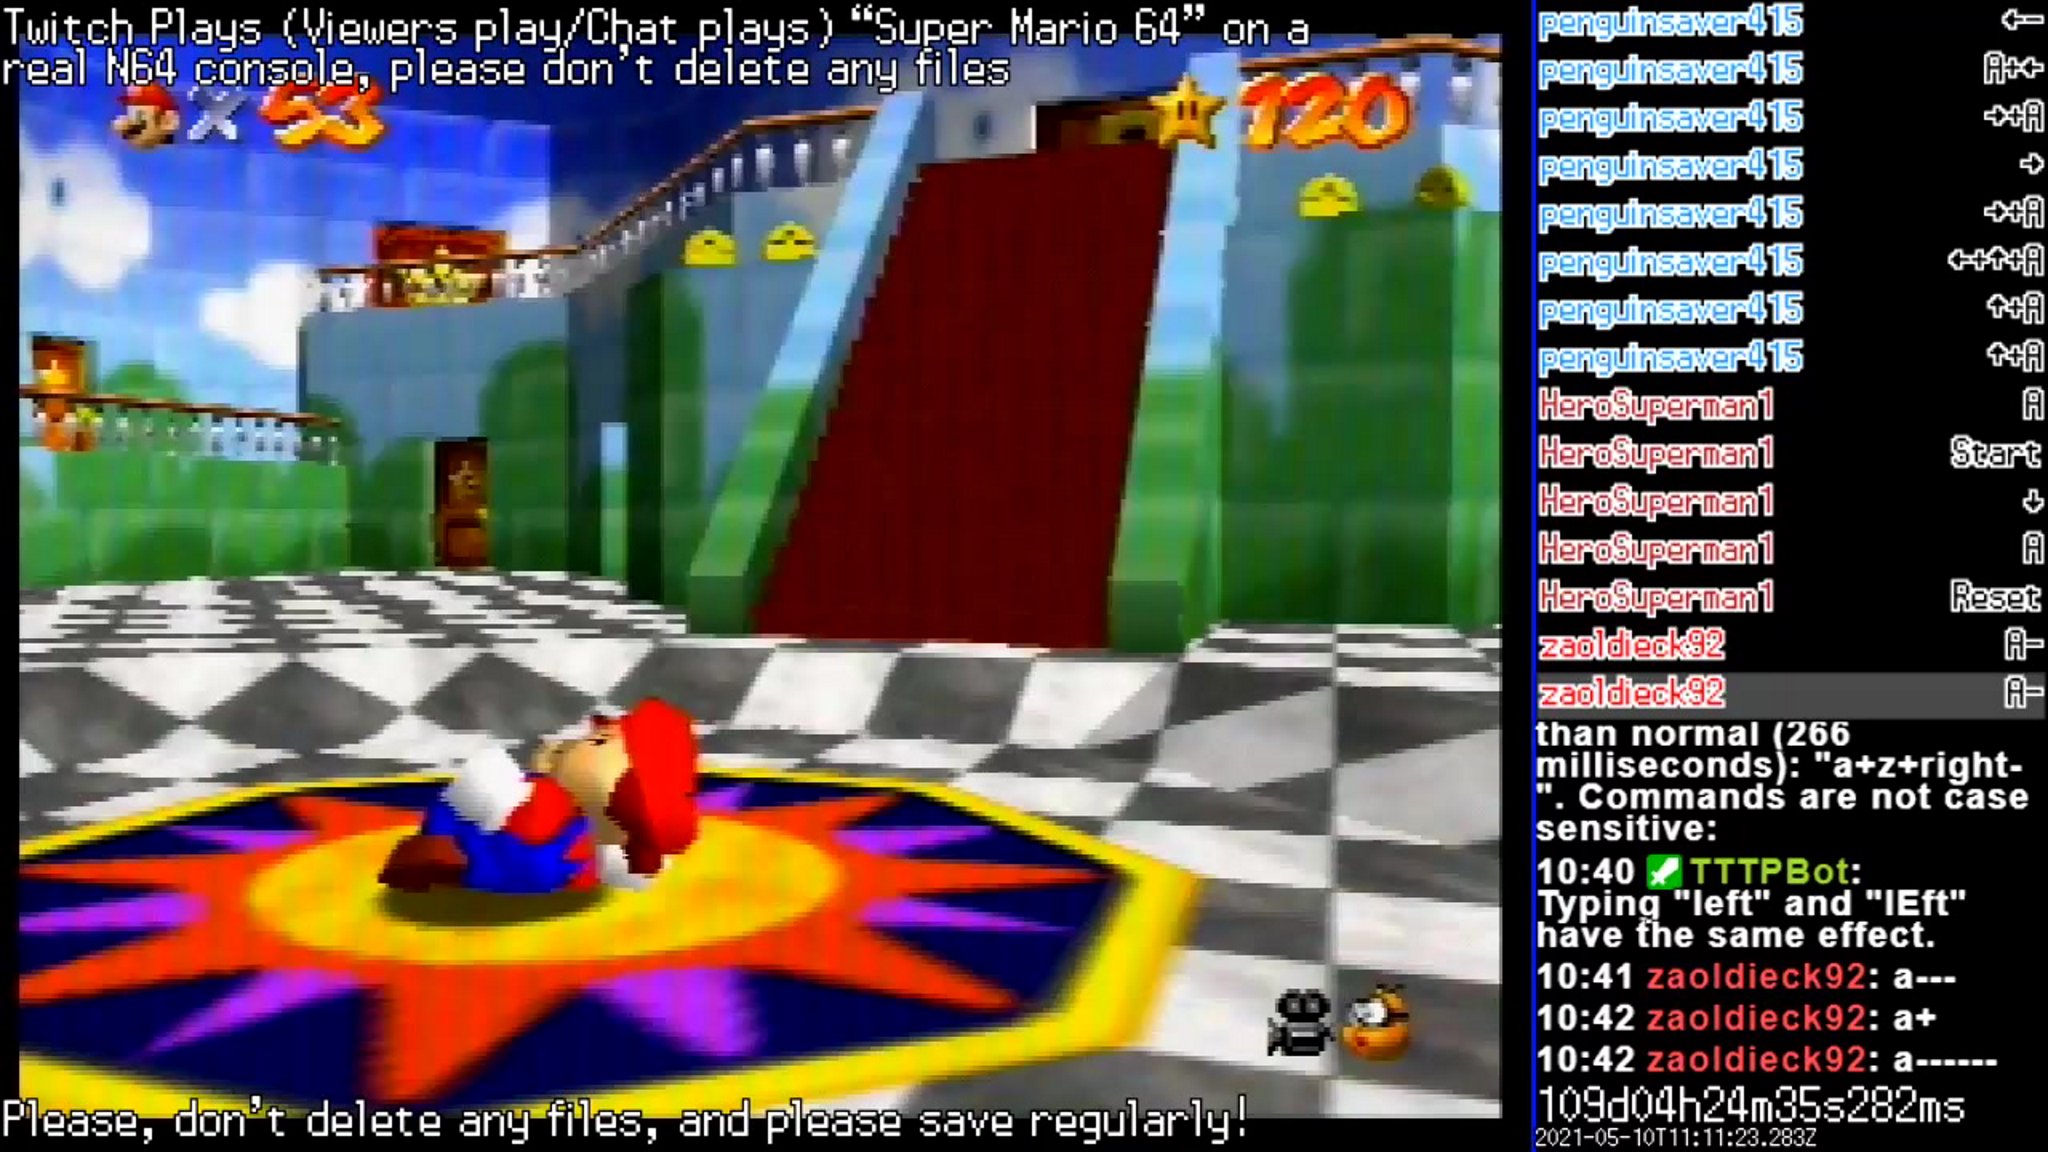 Twitch Plays (Viewers play/Chat plays) “Super Mario 64” on a
real N64 console, please don't delete any files
x 53
120
penguinsaver415 ←
penguinsaver415 A+←
penguinsaver415 →+A
penguinsaver415 →
penguinsaver415 →+A
penguinsaver415 ←+↑+A
penguinsaver415 ↑+A
penguinsaver415 ↑+A
HeroSuperman1 A
HeroSuperman1 Start
HeroSuperman1 ↓
HeroSuperman1 A
HeroSuperman1 Reset
zaoldieck92 A-
zaoldieck92 A-
than normal (266
milliseconds): "a+z+right-
". Commands are not case
sensitive:
10:40 TTTPBot:
Typing "left" and "lEft"
have the same effect.
10:41 zaoldieck92: a---
10:42 zaoldieck92: a+
10:42 zaoldieck92: a------
109d04h24m35s282ms
2021-05-10T11:11:23.283Z
Please, don't delete any files, and please save regularly!